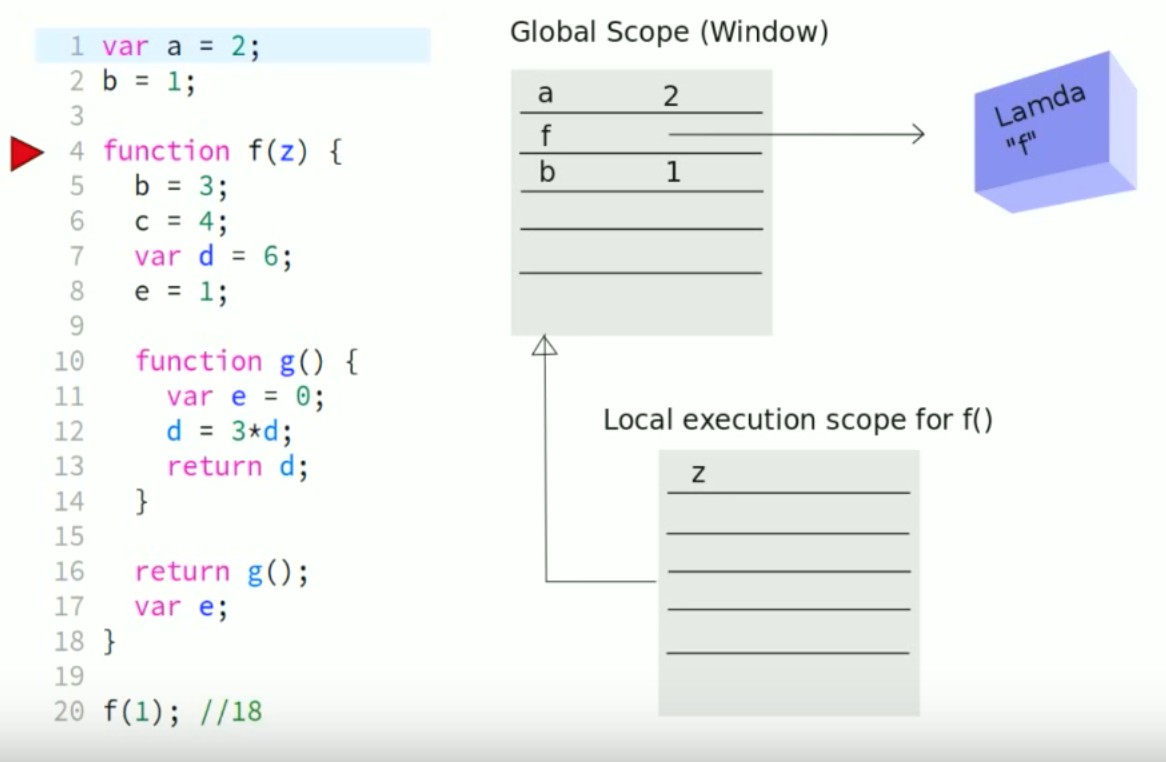 1 var a = 2;
2 b = 1;
3
4 function f(z) {
5 b = 3;
6 c = 4;
7 var d = 6;
8 e = 1;
9
10 function g() {
11 var e = 0;
12 d = 3*d;
13 return d;
14 }
15
16 return g();
17 var e;
18 }
19
20 f(1); //18
Global Scope (Window)
a 2
f
b 1
Lamda
"f"
Local execution scope for f()
z